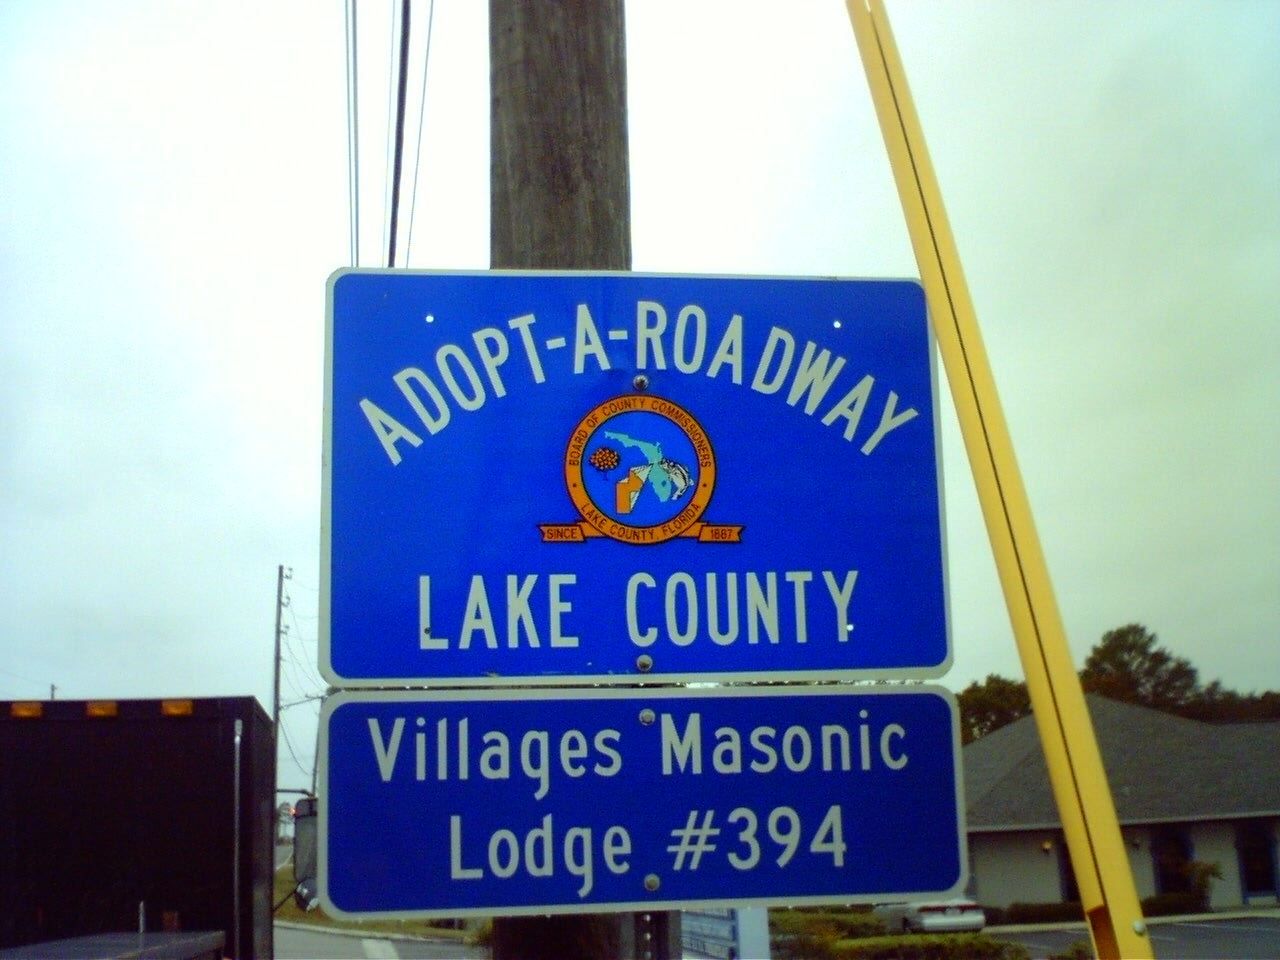 ADOPT-A-ROADWAY
BOARD OF COUNTY COMMISSIONERS
LAKE COUNTY, FLORIDA
SINCE 1887
LAKE COUNTY
Villages Masonic
Lodge #394